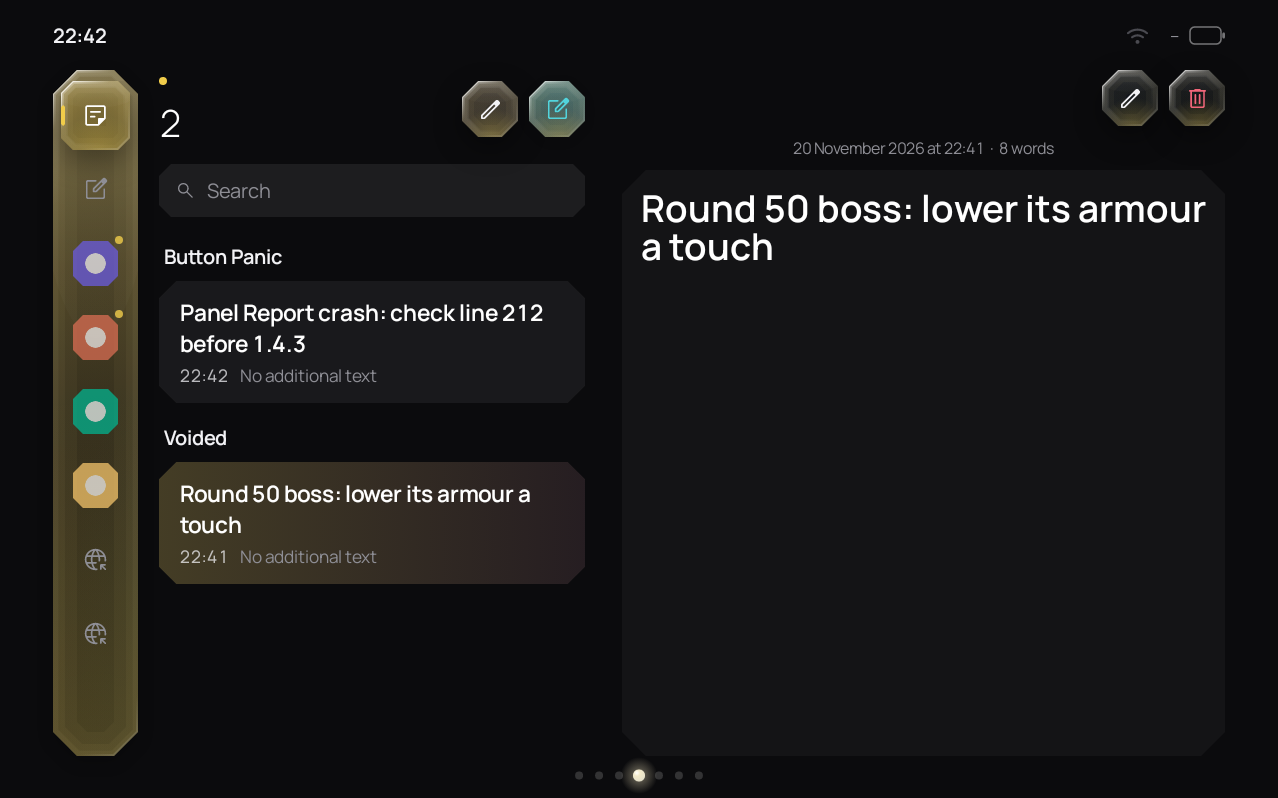 22:42
2
Search
Button Panic
Panel Report crash: check line 212
before 1.4.3
22:42 No additional text
Voided
Round 50 boss: lower its armour a
touch
22:41 No additional text
20 November 2026 at 22:41 · 8 words
Round 50 boss: lower its armour
a touch